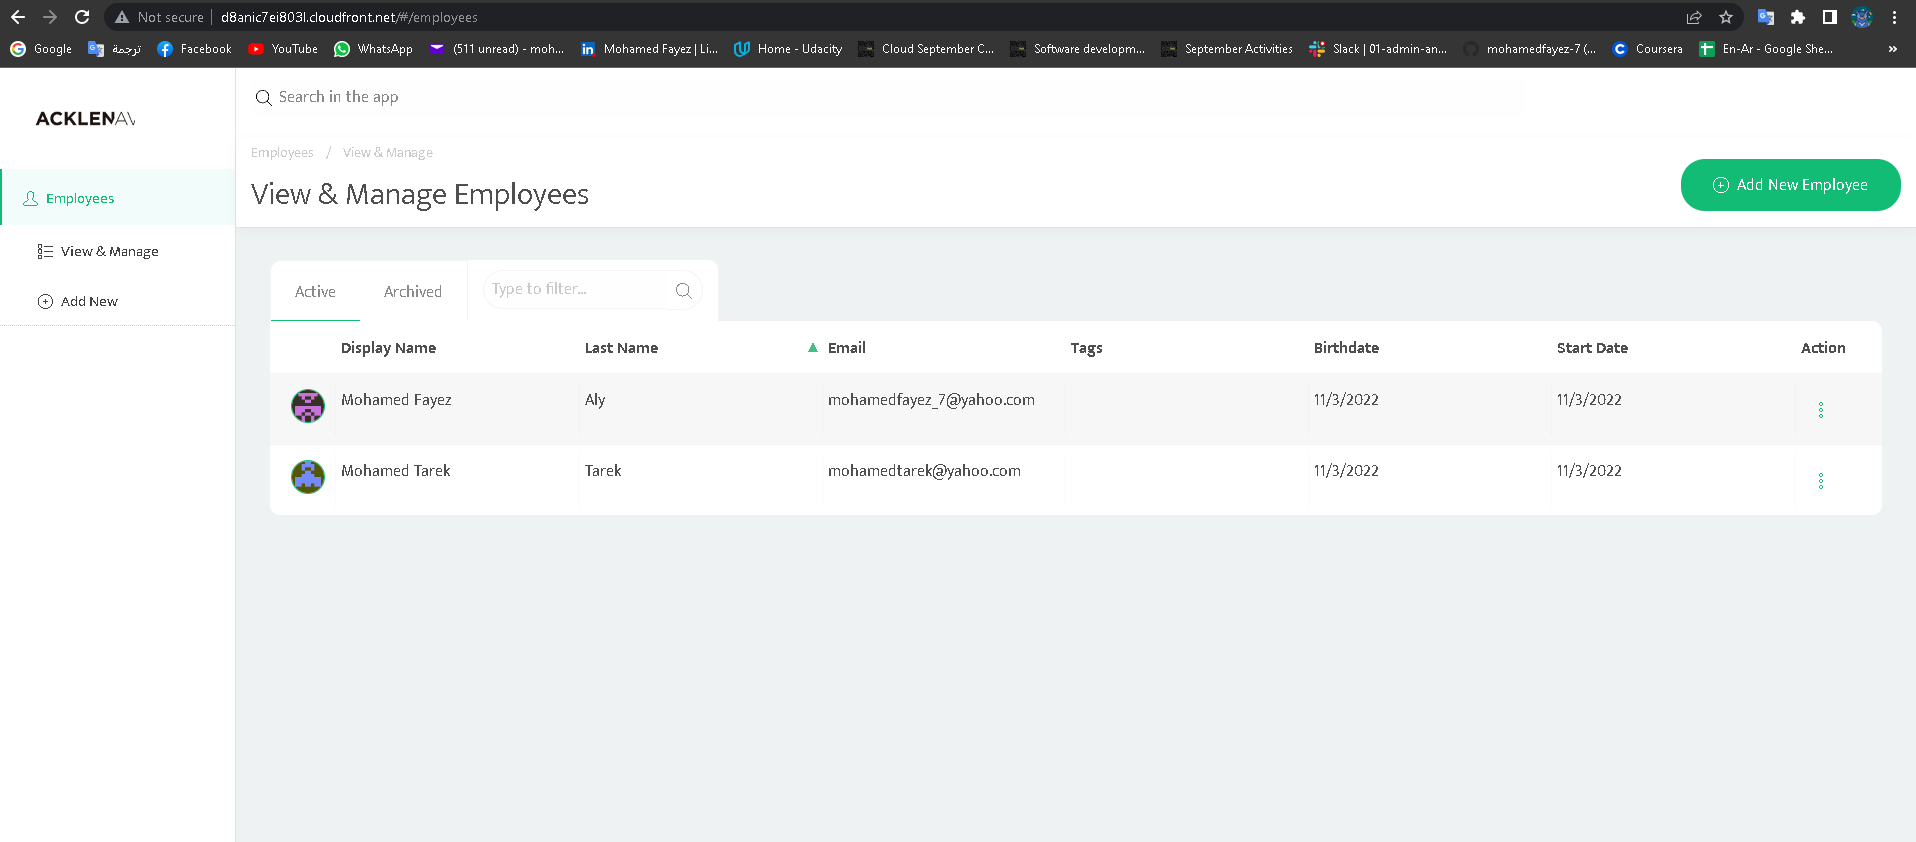 Not secure | d8anic7ei803l.cloudfront.net/#/employees
Google ترجمة Facebook YouTube WhatsApp (511 unread) - moh... Mohamed Fayez | Li... Home - Udacity Cloud September C... Software developm... September Activities Slack | 01-admin-an... mohamedfayez-7 (... Coursera En-Ar - Google She... »
ACKLENAV
Search in the app
Employees / View & Manage
View & Manage Employees
Add New Employee
Employees
View & Manage
Add New
Active Archived Type to filter...
Display Name Last Name Email Tags Birthdate Start Date Action
Mohamed Fayez Aly mohamedfayez_7@yahoo.com 11/3/2022 11/3/2022
Mohamed Tarek Tarek mohamedtarek@yahoo.com 11/3/2022 11/3/2022